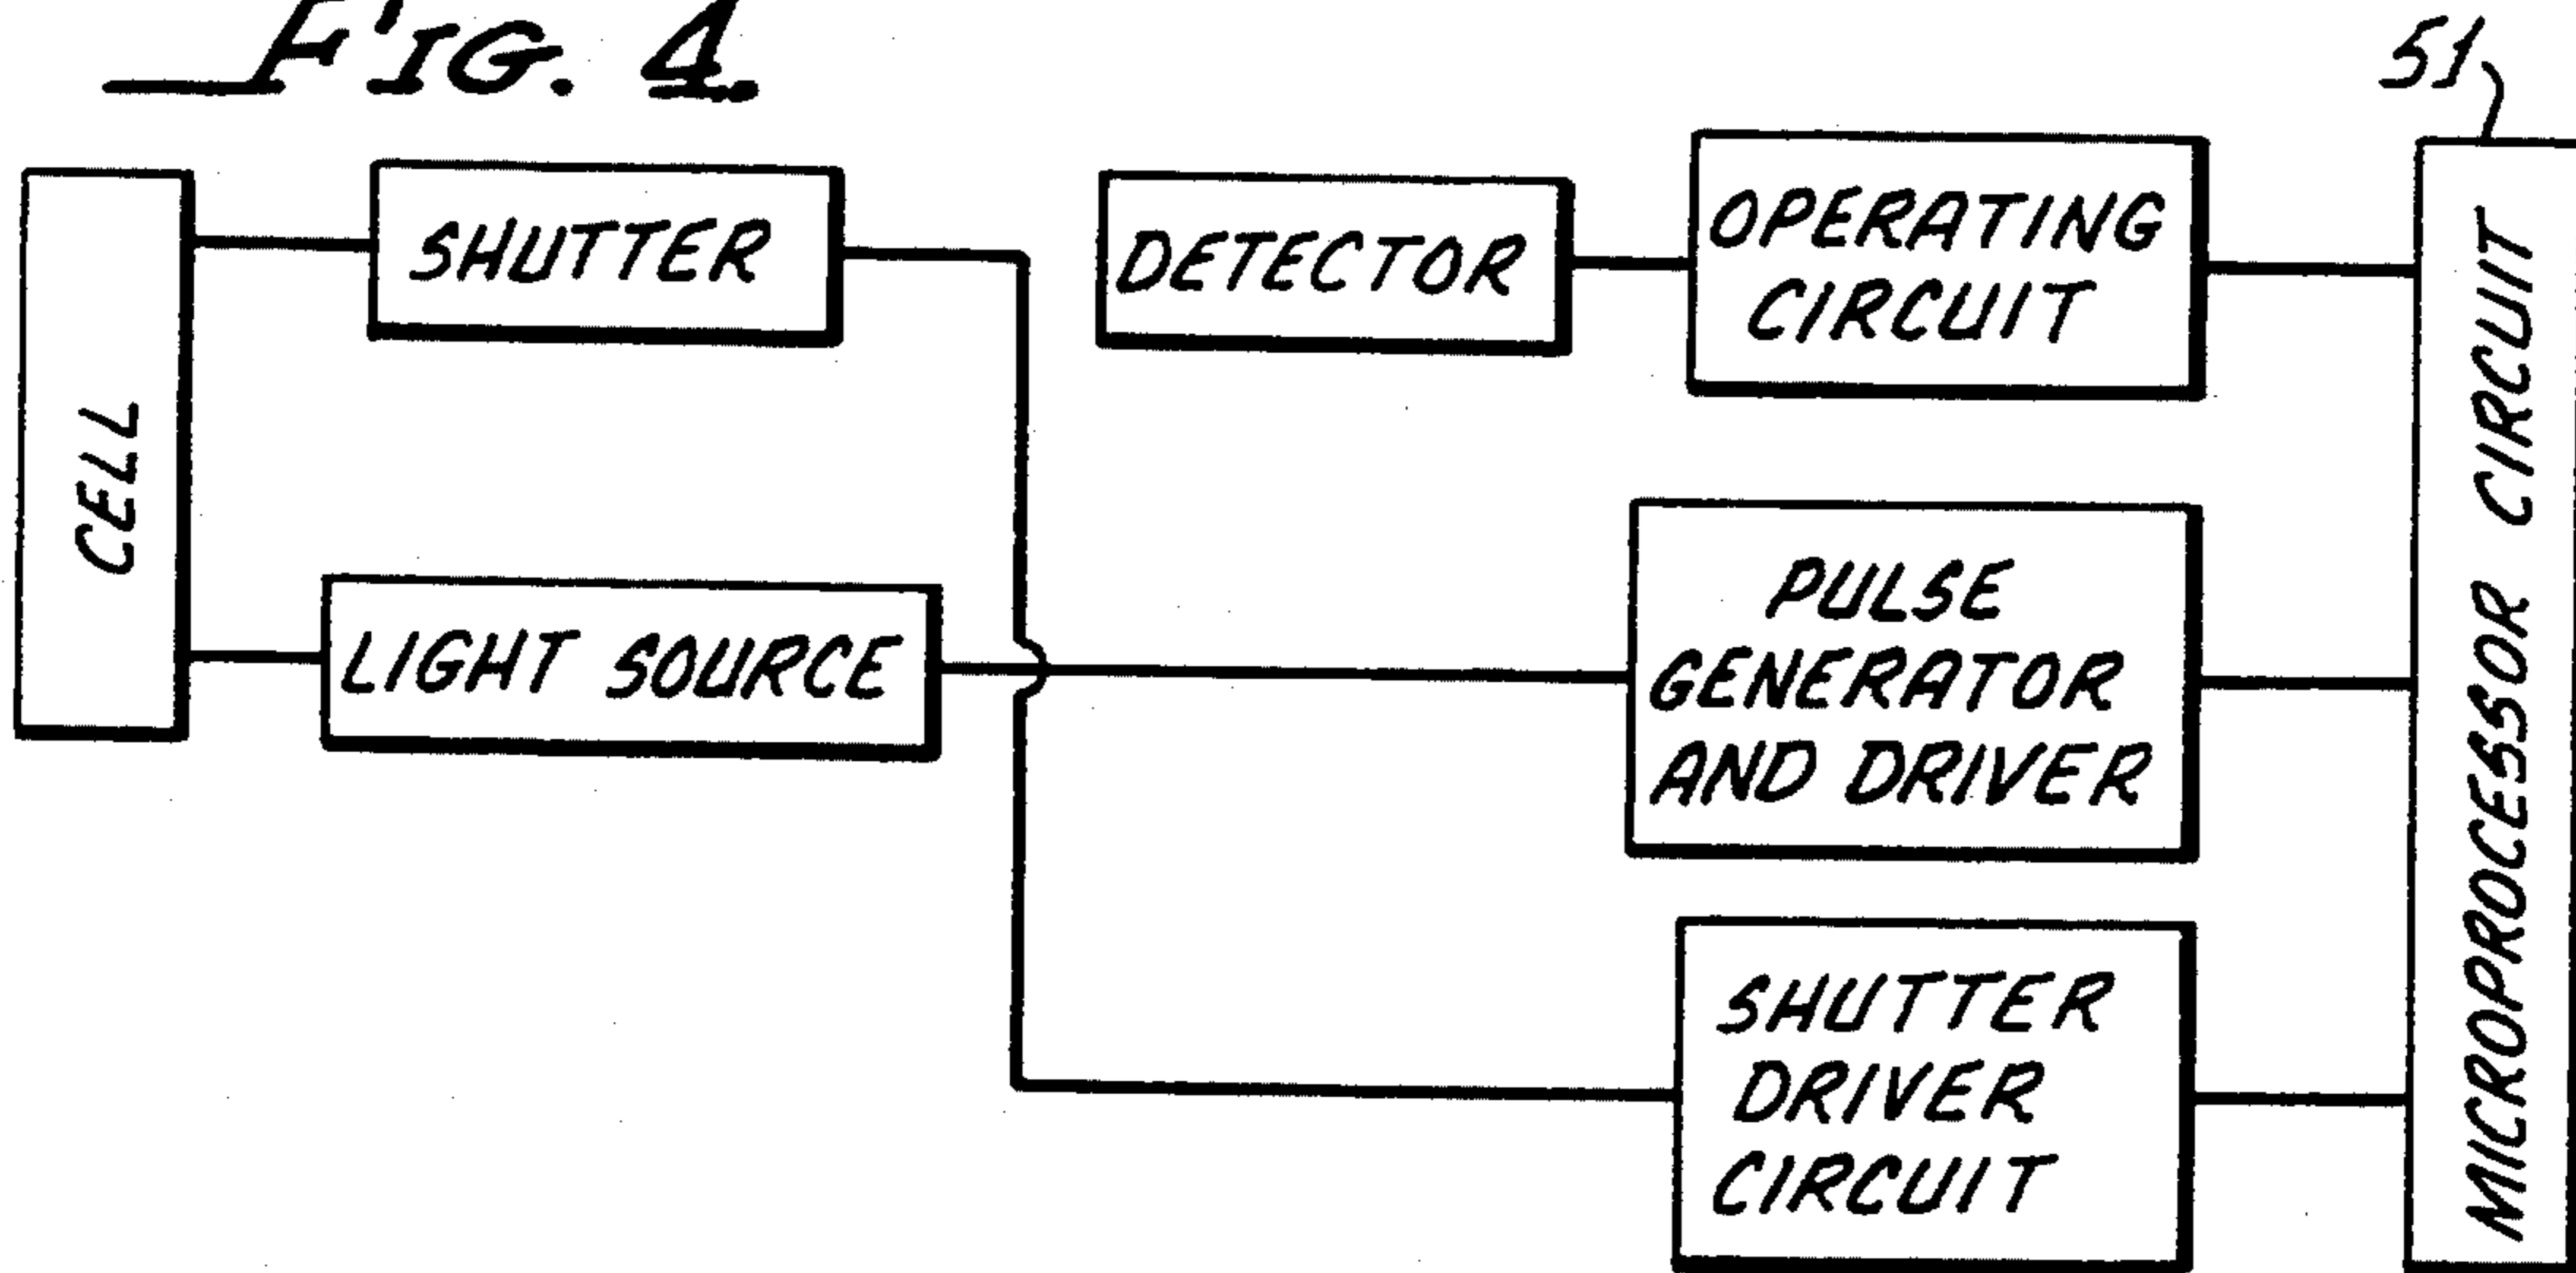 FIG. 4.
51
CELL
SHUTTER
DETECTOR
OPERATING
CIRCUIT
LIGHT SOURCE
PULSE
GENERATOR
AND DRIVER
SHUTTER
DRIVER
CIRCUIT
MICROPROCESSOR CIRCUIT